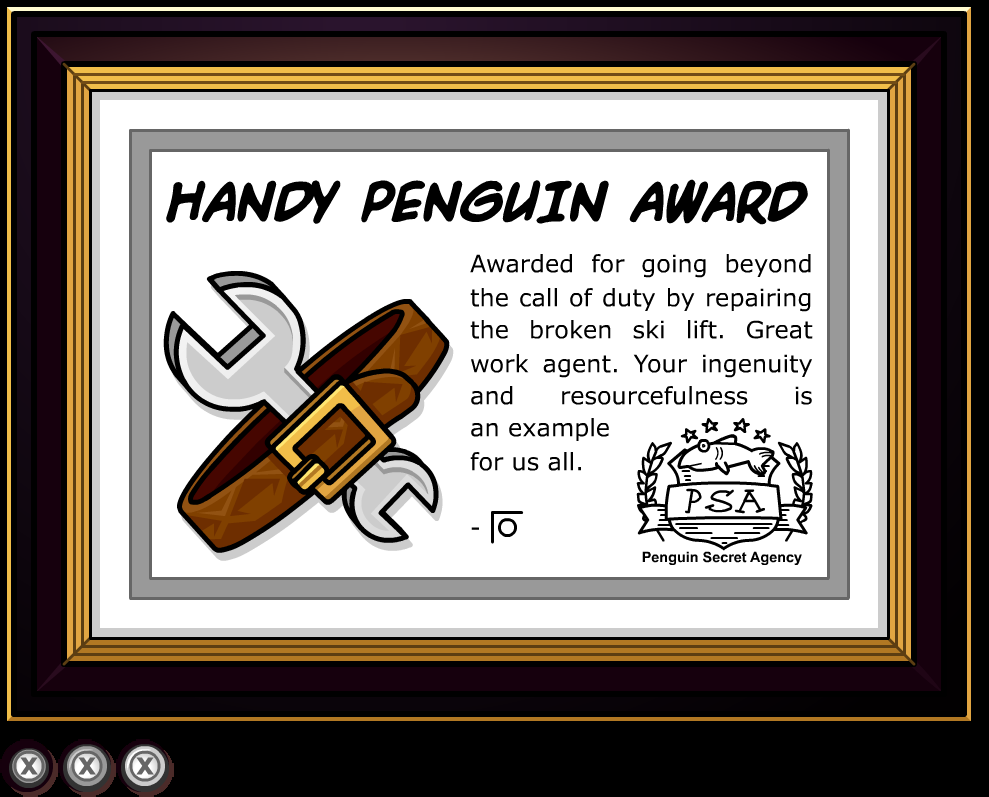 HANDY PENGUIN AWARD
Awarded for going beyond
the call of duty by repairing
the broken ski lift. Great
work agent. Your ingenuity
and resourcefulness is
an example
for us all.
-
PSA
Penguin Secret Agency
X X X